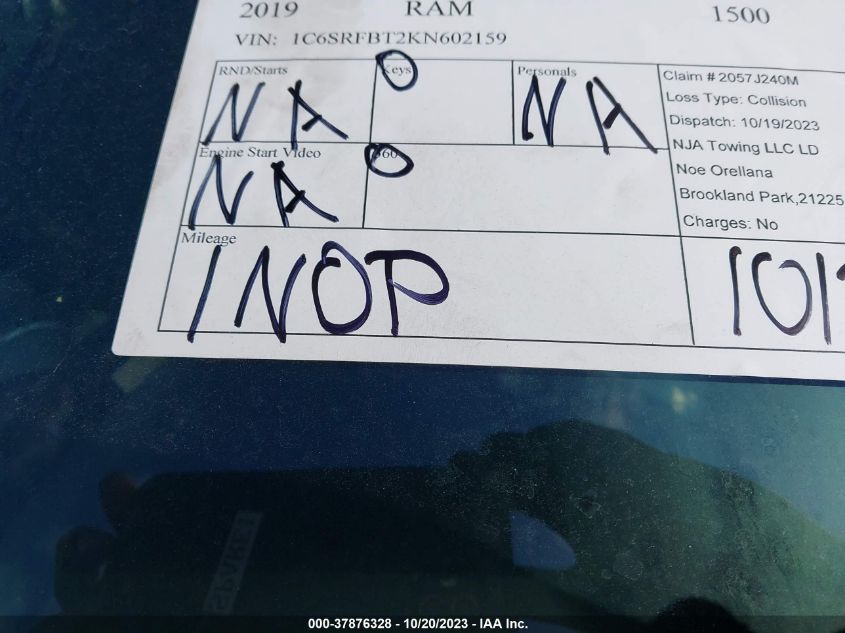 2019 RAM 1500
VIN: 1C6SRFBT2KN602159
RND/Starts
NA
Keys
0
Personals
NA
Engine Start Video
NA
360
0
Mileage
INOP
Claim # 2057J240M
Loss Type: Collision
Dispatch: 10/19/2023
NJA Towing LLC LD
Noe Orellana
Brookland Park,21225
Charges: No
101
000-37876328 - 10/20/2023 - IAA Inc.